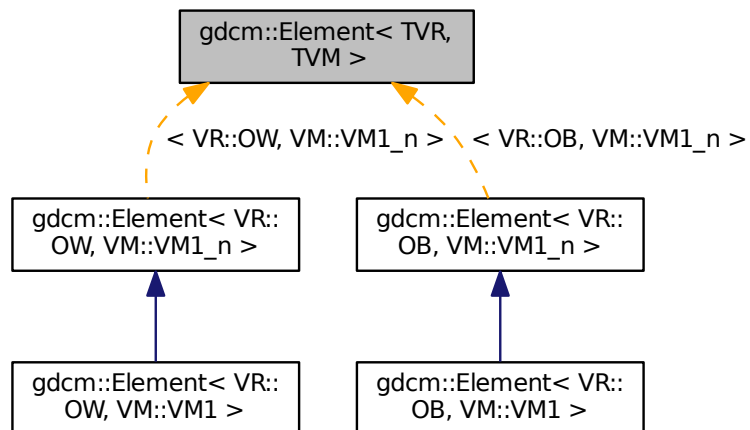 gdcm::Element< TVR,
TVM >
< VR::OW, VM::VM1_n >
< VR::OB, VM::VM1_n >
gdcm::Element< VR::
OW, VM::VM1_n >
gdcm::Element< VR::
OB, VM::VM1_n >
gdcm::Element< VR::
OW, VM::VM1 >
gdcm::Element< VR::
OB, VM::VM1 >